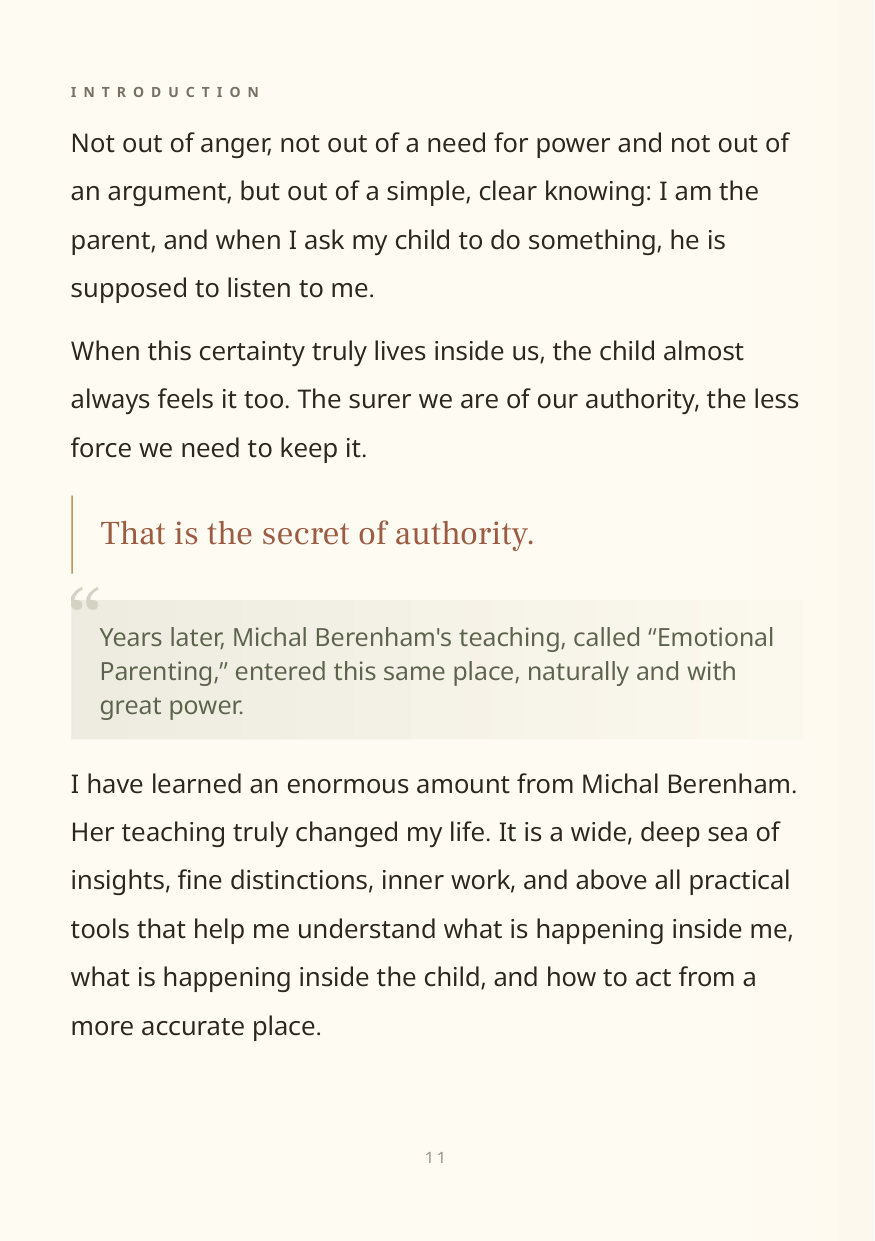 INTRODUCTION
Not out of anger, not out of a need for power and not out of
an argument, but out of a simple, clear knowing: I am the
parent, and when I ask my child to do something, he is
supposed to listen to me.
When this certainty truly lives inside us, the child almost
always feels it too. The surer we are of our authority, the less
force we need to keep it.
That is the secret of authority.
“
Years later, Michal Berenham's teaching, called “Emotional
Parenting,” entered this same place, naturally and with
great power.
I have learned an enormous amount from Michal Berenham.
Her teaching truly changed my life. It is a wide, deep sea of
insights, fine distinctions, inner work, and above all practical
tools that help me understand what is happening inside me,
what is happening inside the child, and how to act from a
more accurate place.
11